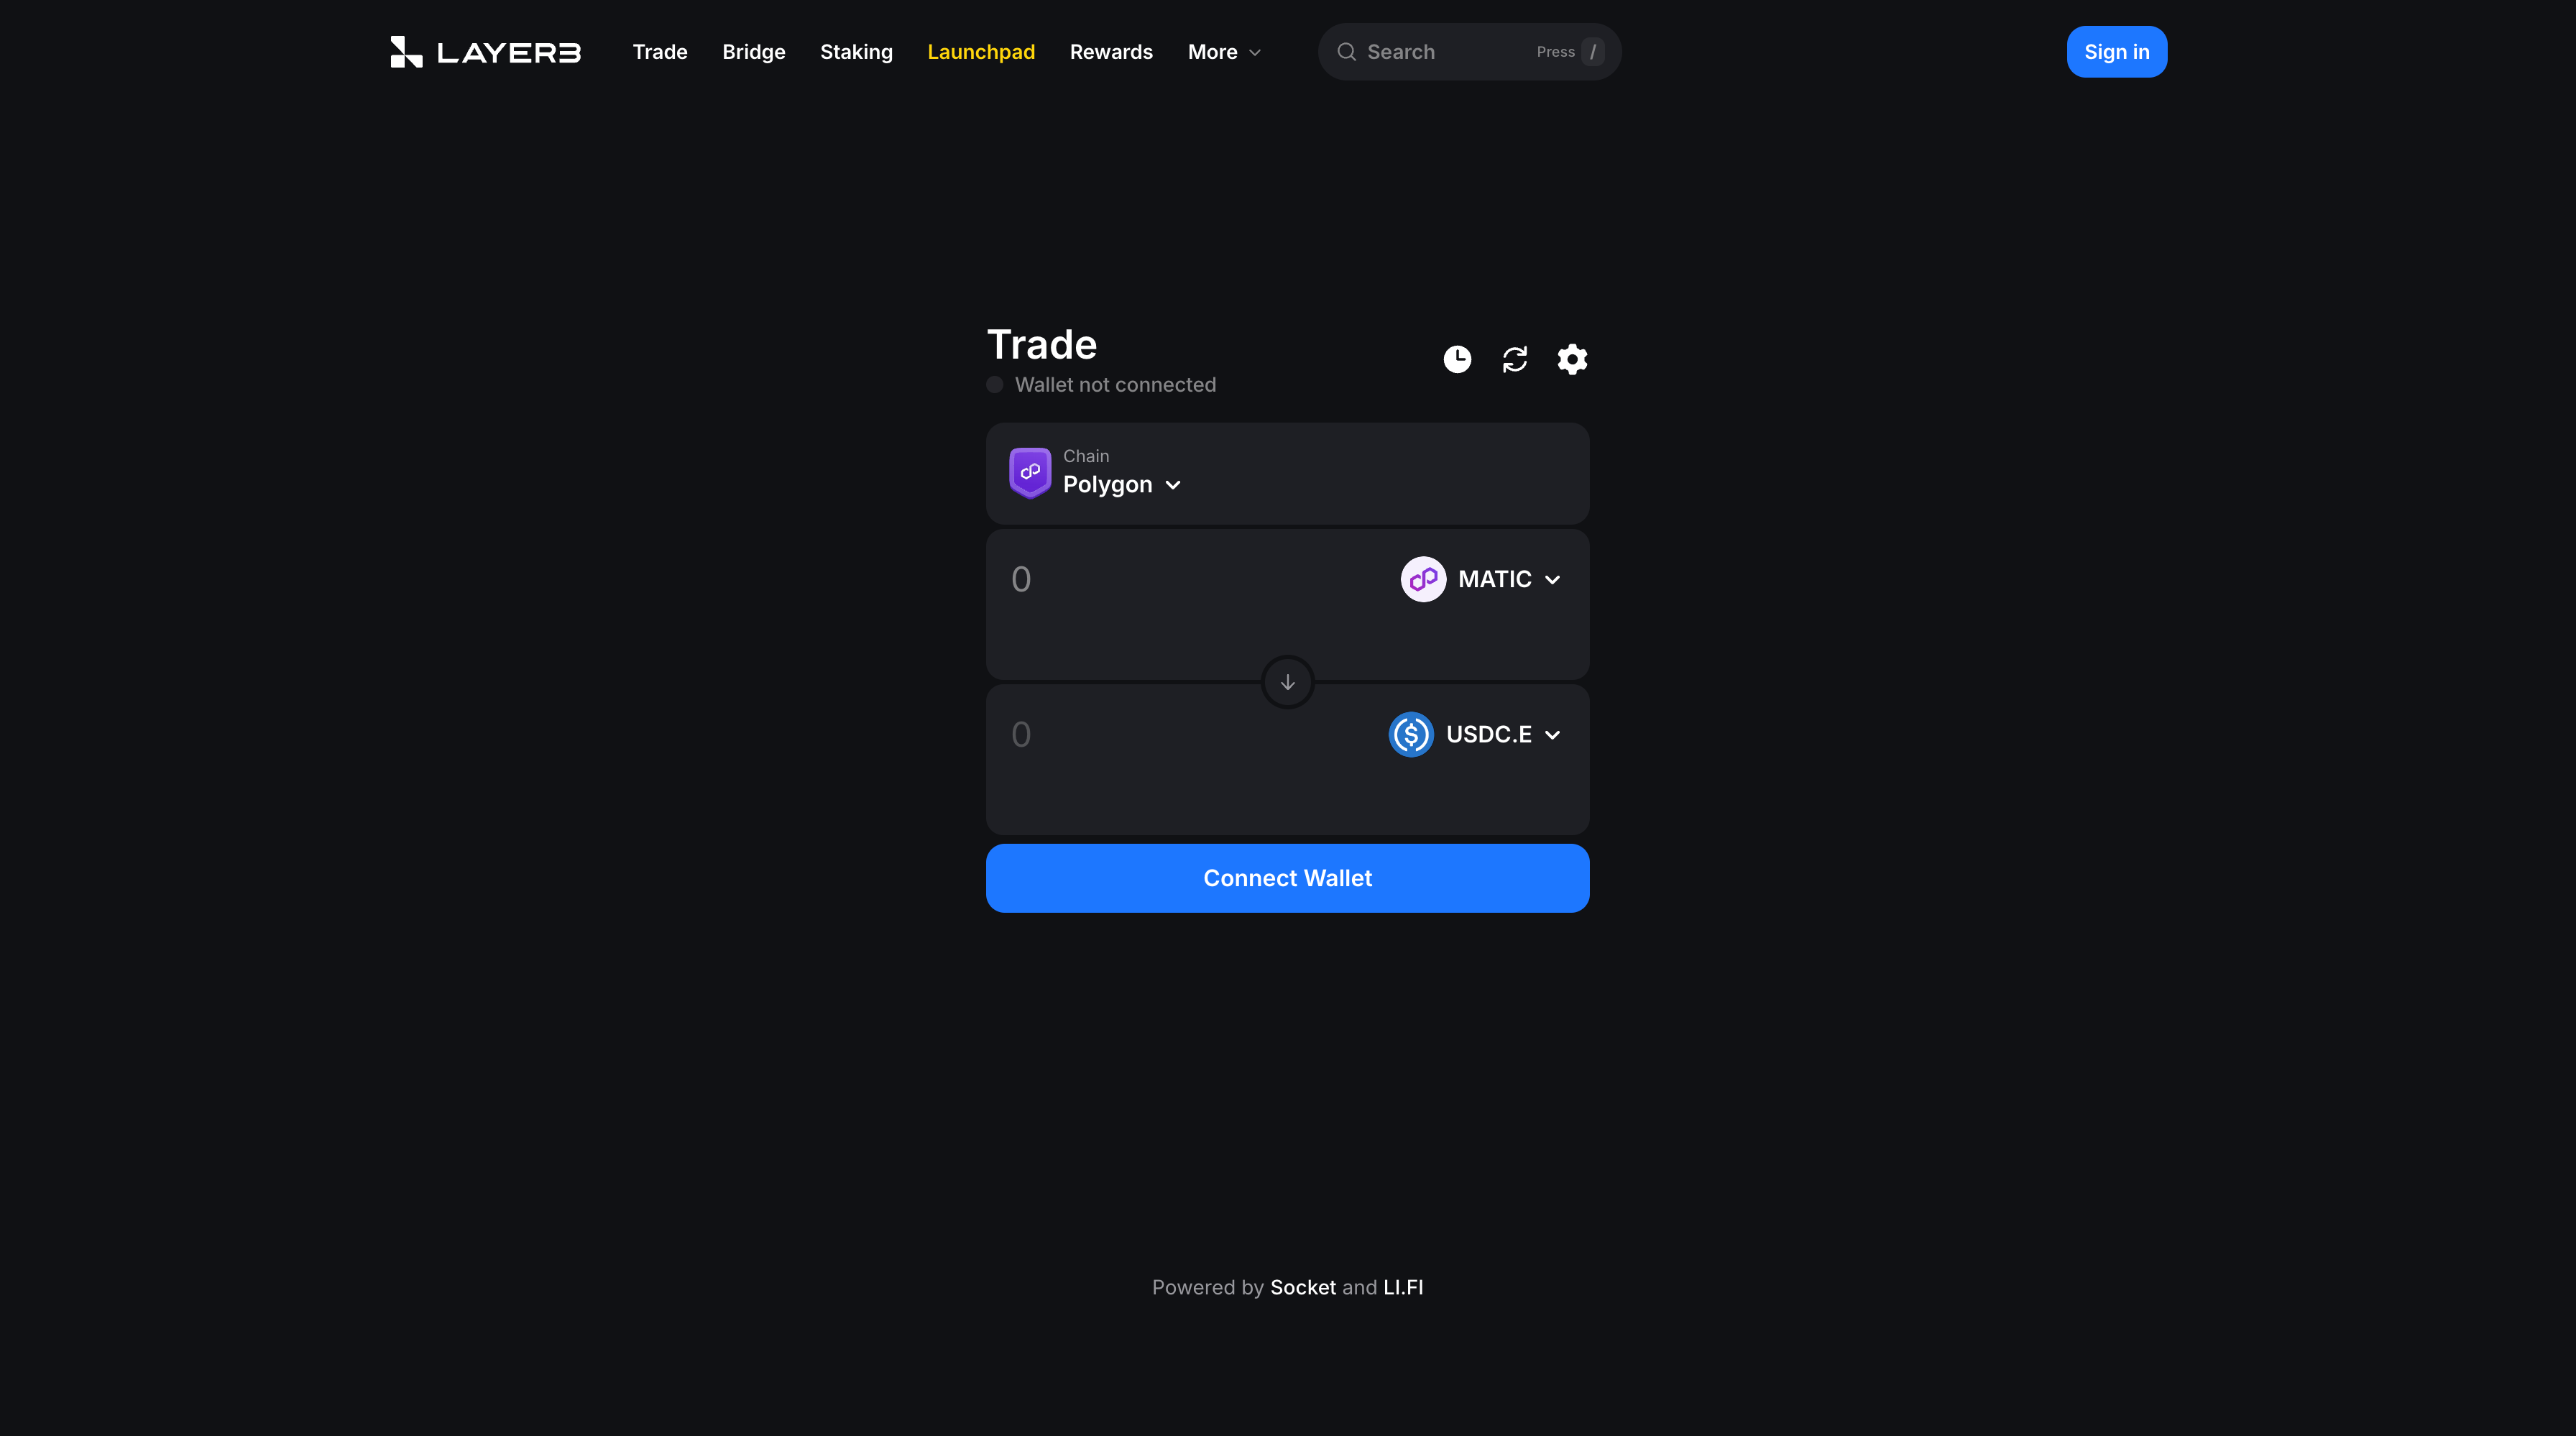 LAYER3 Trade Bridge Staking Launchpad Rewards More Search Press / Sign in
Trade
Wallet not connected
Chain
Polygon
0 MATIC
0 USDC.E
Connect Wallet
Powered by Socket and LI.FI